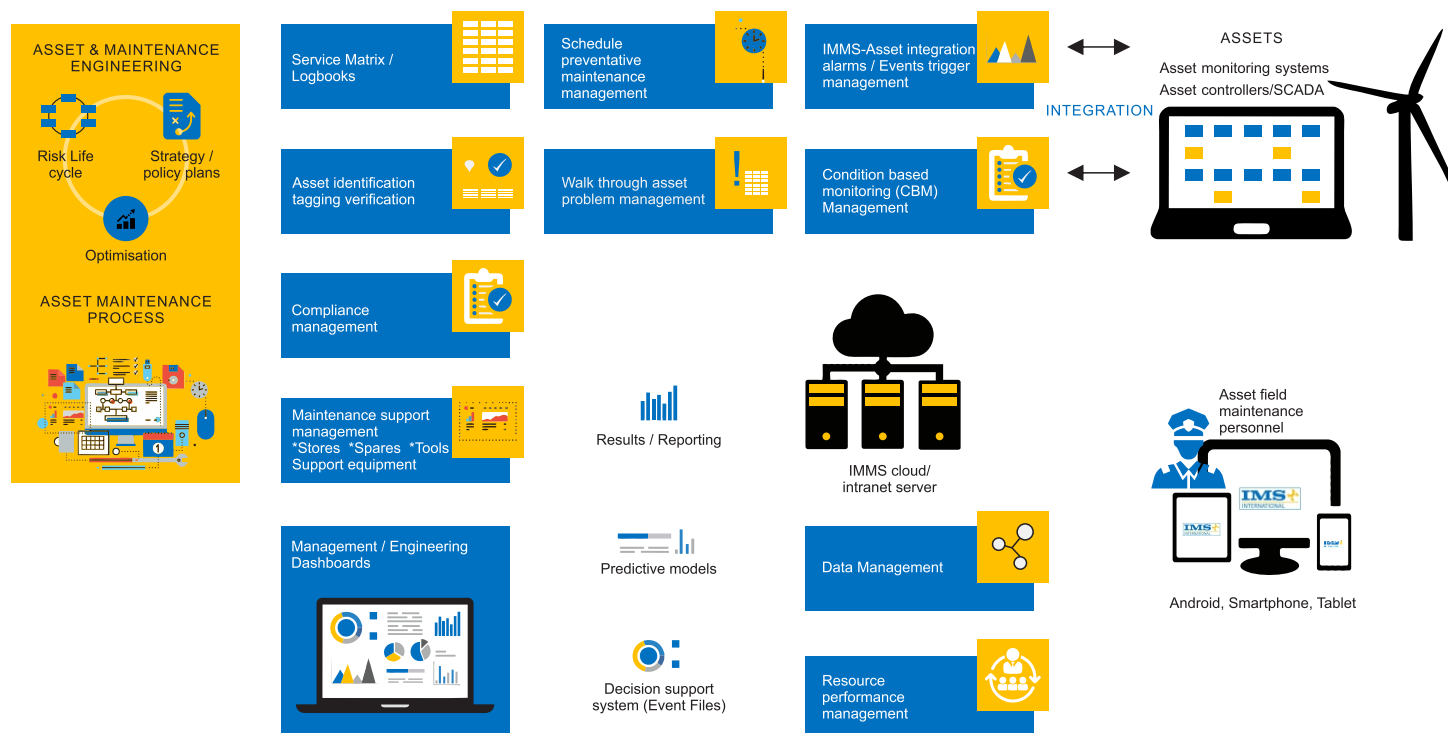 ASSET & MAINTENANCE
ENGINEERING
Risk Life
cycle
Strategy /
policy plans
Optimisation
ASSET MAINTENANCE
PROCESS
1
Service Matrix /
Logbooks
Schedule
preventative
maintenance
management
IMMS-Asset integration
alarms / Events trigger
management
ASSETS
Asset monitoring systems
Asset controllers/SCADA
INTEGRATION
Asset identification
tagging verification
Walk through asset
problem management
Condition based
monitoring (CBM)
Management
Compliance
management
Maintenance support
management
*Stores *Spares *Tools
Support equipment
Results / Reporting
IMMS cloud/
intranet server
Asset field
maintenance
personnel
IMS
INTERNATIONAL
IMS
INTERNATIONAL
Android, Smartphone, Tablet
Management / Engineering
Dashboards
Predictive models
Decision support
system (Event Files)
Data Management
Resource
performance
management